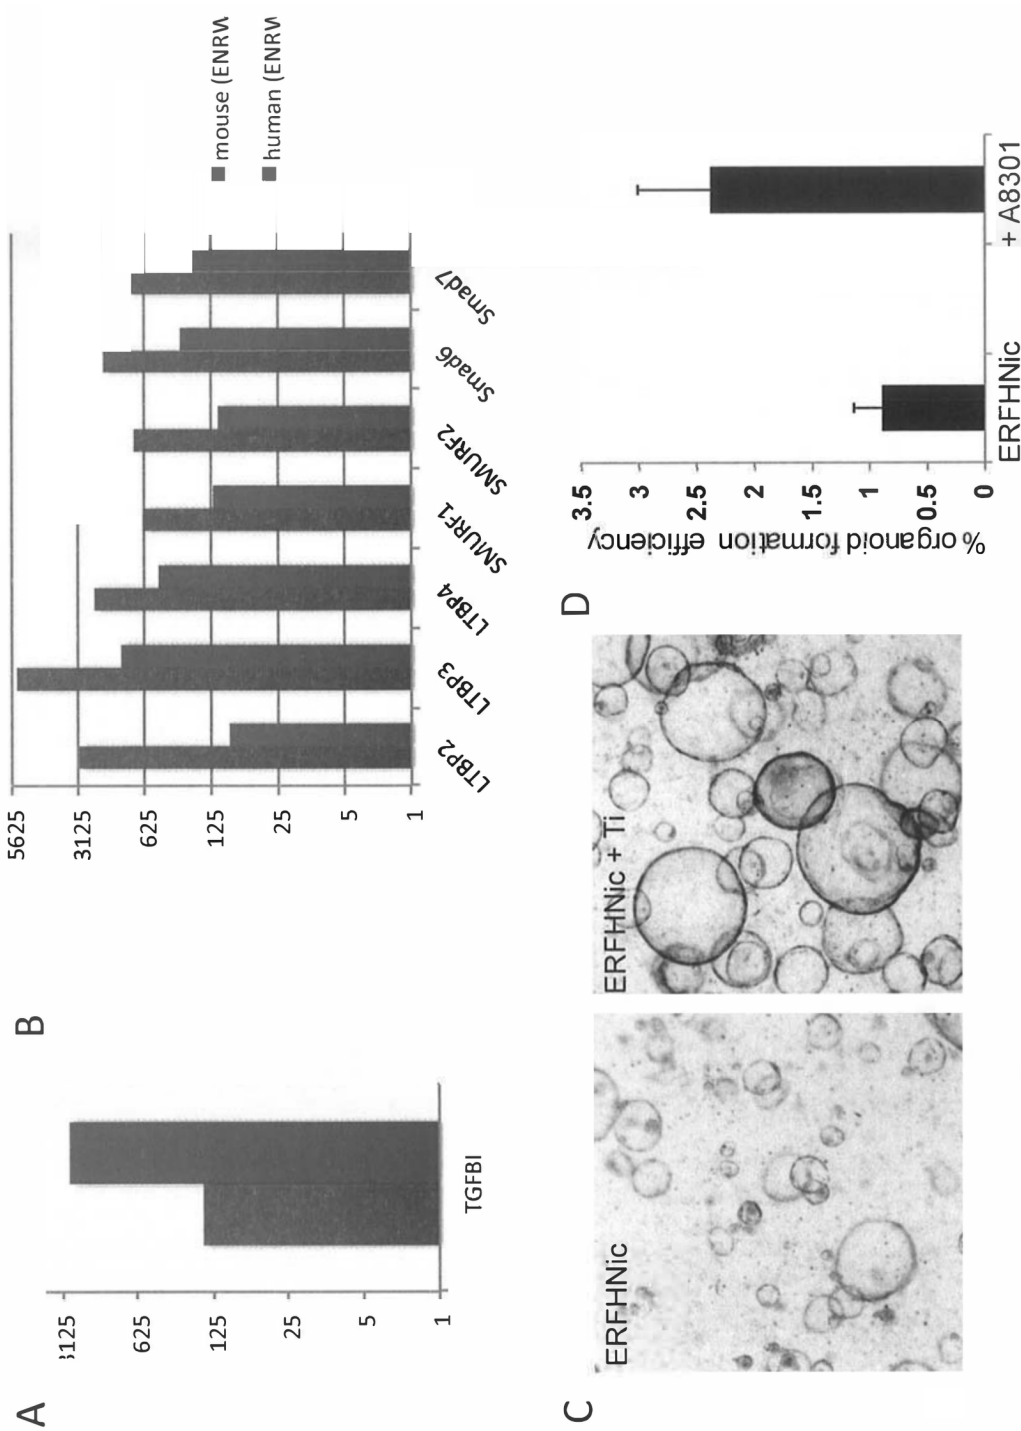 A
3125
625
125
25
5
1
TGFBI
B
5625
3125
625
125
25
5
1
LTBP2
LTBP3
LTBP4
SMURF1
SMURF2
Smad6
Smad7
mouse (ENRW
human (ENRW
C
ERFHNic
ERFHNic + Ti
D
% organoid formation efficiency
3.5
3
2.5
2
1.5
1
0.5
0
ERFHNic
+ A8301